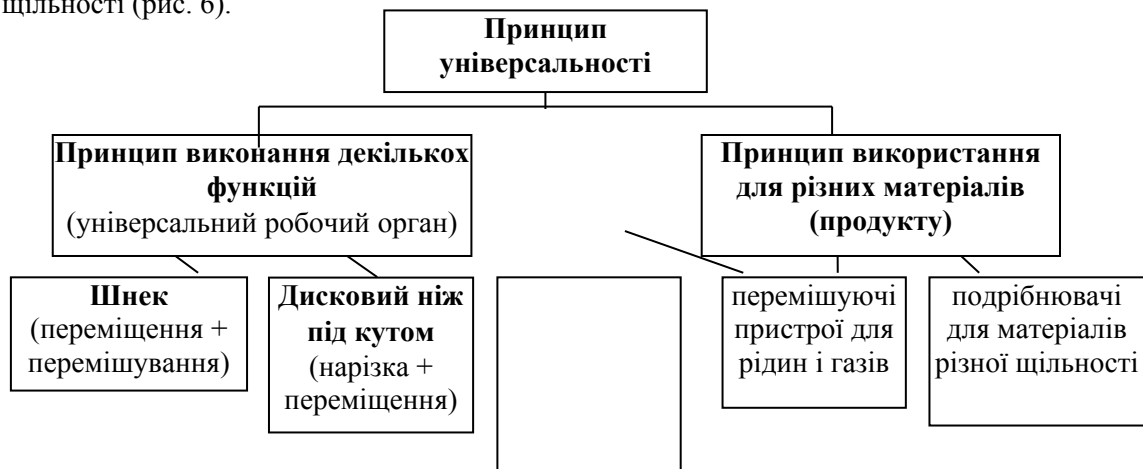 щільності (рис. 6).
Принцип
універсальності
Принцип виконання декількох
функцій
(універсальний робочий орган)
Принцип використання
для різних матеріалів
(продукту)
Шнек
(переміщення +
перемішування)
Дисковий ніж
під кутом
(нарізка +
переміщення)
перемішуючі
пристрої для
рідин і газів
подрібнювачі
для матеріалів
різної щільності